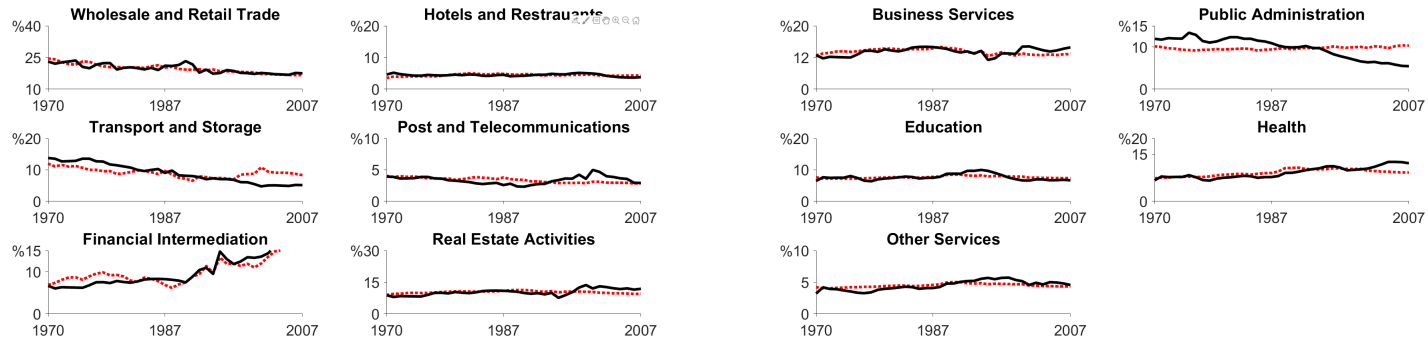 Wholesale and Retail Trade
%40
25
10
1970 1987 2007
Hotels and Restrauants
%20
10
0
1970 1987 2007
Business Services
%20
12
0
1970 1987 2007
Public Administration
%15
10
0
1970 1987 2007
Transport and Storage
%20
10
0
1970 1987 2007
Post and Telecommunications
%10
5
0
1970 1987 2007
Education
%20
10
0
1970 1987 2007
Health
%20
15
0
1970 1987 2007
Financial Intermediation
%15
10
0
1970 1987 2007
Real Estate Activities
%30
15
0
1970 1987 2007
Other Services
%10
5
0
1970 1987 2007